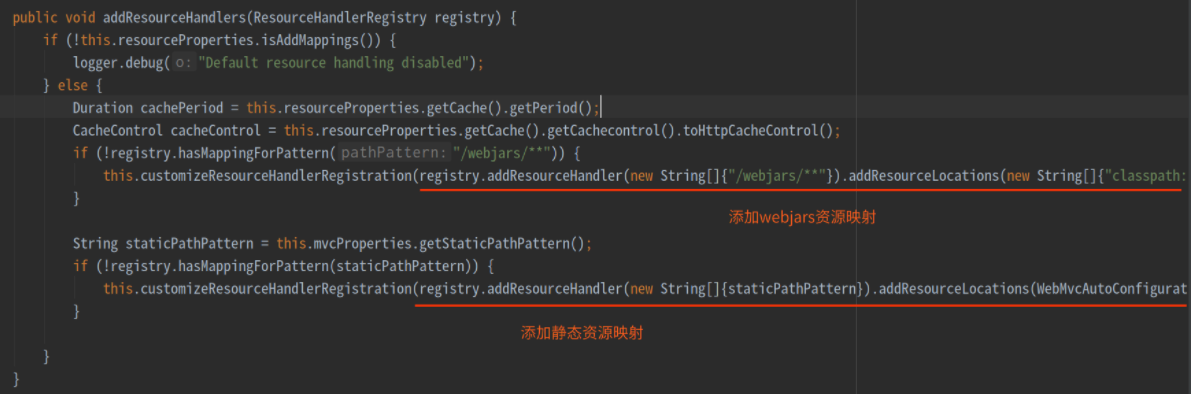 public void addResourceHandlers(ResourceHandlerRegistry registry) {
if (!this.resourceProperties.isAddMappings()) {
logger.debug( o: "Default resource handling disabled");
} else {
Duration cachePeriod = this.resourceProperties.getCache().getPeriod();
CacheControl cacheControl = this.resourceProperties.getCache().getCachecontrol().toHttpCacheControl();
if (!registry.hasMappingForPattern( pathPattern: "/webjars/**")) {
this.customizeResourceHandlerRegistration(registry.addResourceHandler(new String[]{"/webjars/**"}).addResourceLocations(new String[]{"classpath:
}
添加webjars资源映射
String staticPathPattern = this.mvcProperties.getStaticPathPattern();
if (!registry.hasMappingForPattern(staticPathPattern)) {
this.customizeResourceHandlerRegistration(registry.addResourceHandler(new String[]{staticPathPattern}).addResourceLocations(WebMvcAutoConfigurat
}
添加静态资源映射
}
}